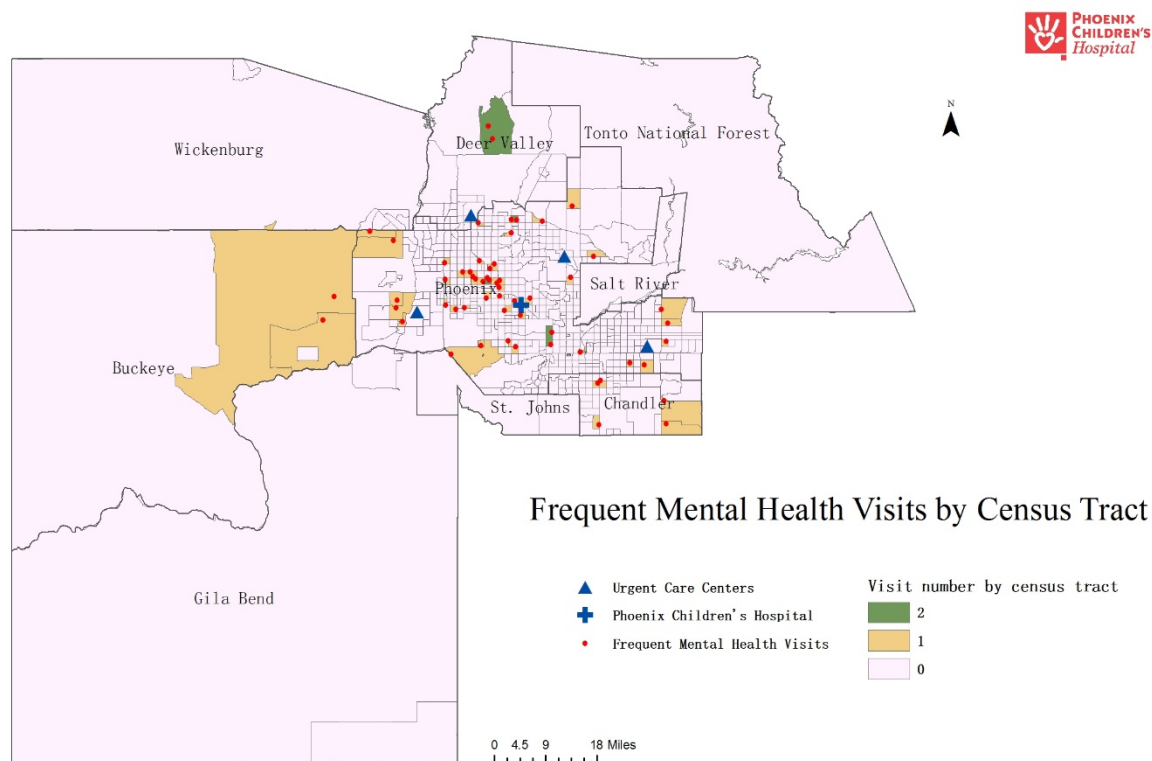 PHOENIX
CHILDREN'S
Hospital
N
Deer Valley
Tonto National Forest
Wickenburg
Salt River
Phoenix
Buckeye
St. Johns
Chandler
Frequent Mental Health Visits by Census Tract
Urgent Care Centers
Phoenix Children's Hospital
Frequent Mental Health Visits
Visit number by census tract
2
1
0
Gila Bend
0 4.5 9 18 Miles